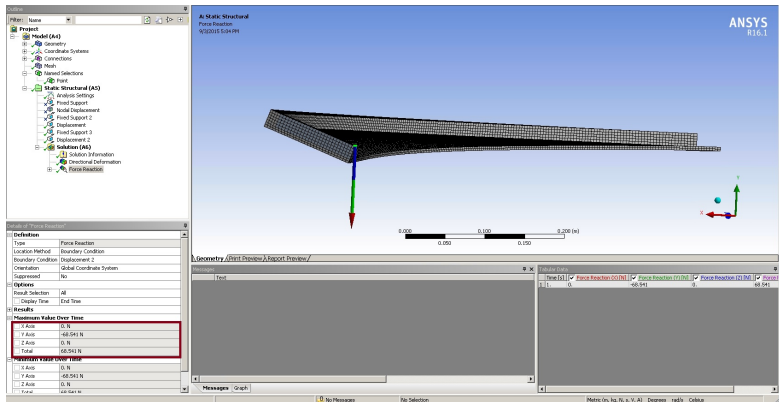 Outline
Filter: Name
Project
Model (A4)
Geometry
Coordinate Systems
Connections
Mesh
Named Selections
Point
Static Structural (A5)
Analysis Settings
Fixed Support
Nodal Displacement
Fixed Support 2
Displacement
Fixed Support 3
Displacement 2
Solution (A6)
Solution Information
Directional Deformation
Force Reaction
A: Static Structural
Force Reaction
9/3/2015 5:04 PM
ANSYS
R16.1
Y
X
0.000 0.100 0.200 (m)
0.050 0.150
Geometry Print Preview Report Preview
Details of "Force Reaction"
Definition
Type Force Reaction
Location Method Boundary Condition
Boundary Condition Displacement 2
Orientation Global Coordinate System
Suppressed No
Options
Result Selection All
Display Time End Time
Results
Maximum Value Over Time
X Axis 0. N
Y Axis -68.541 N
Z Axis 0. N
Total 68.541 N
Minimum Value Over Time
X Axis 0. N
Y Axis -68.541 N
Z Axis 0. N
Total 68.541 N
Messages
Text
Messages Graph
Tabular Data
Time [s] Force Reaction (X) [N] Force Reaction (Y) [N] Force Reaction (Z) [N] Force
1 1. 0. -68.541 0. 68.541
0 No Messages No Selection Metric (m, kg, N, s, V, A) Degrees rad/s Celsius